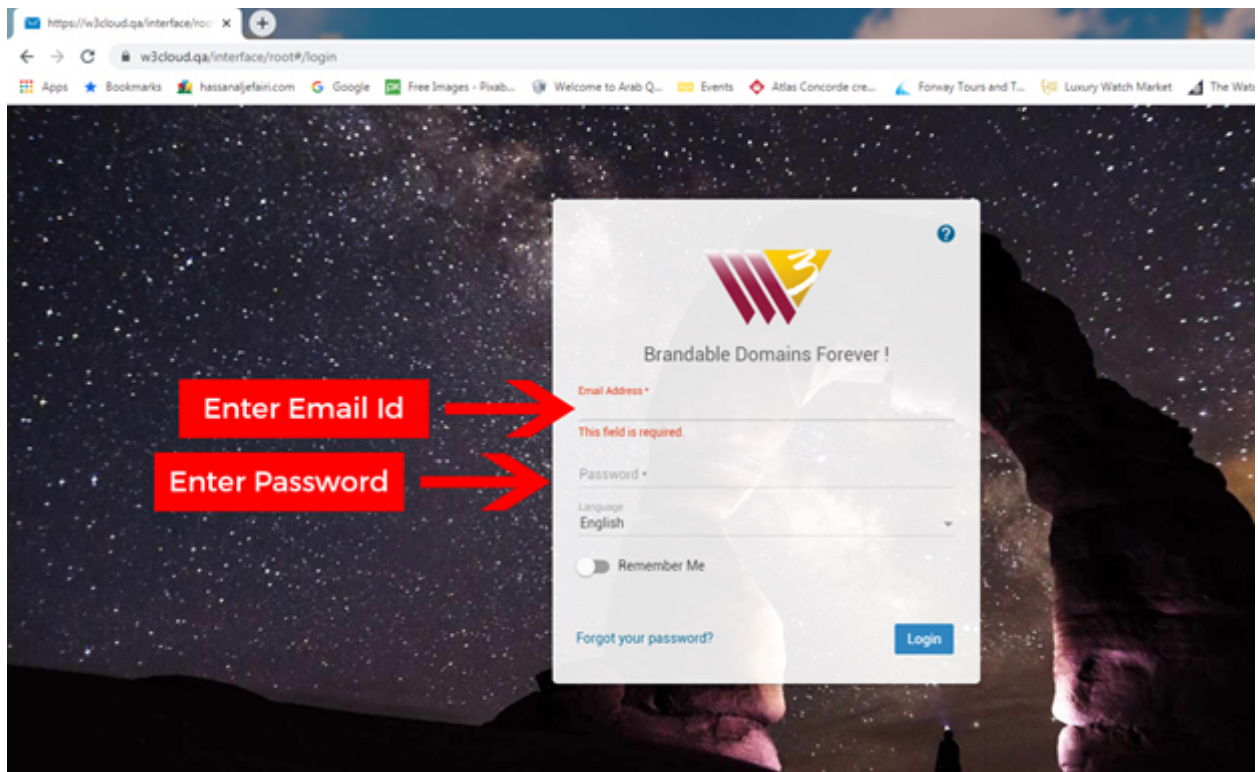 https://w3cloud.qa/interface/roo
w3cloud.qa/interface/root#/login
Apps Bookmarks hassanaljefairi.com Google Free Images - Pixab... Welcome to Arab Q... Events Atlas Concorde cre... Forway Tours and T... Luxury Watch Market The Wat
3
Brandable Domains Forever !
Email Address *
Enter Email Id
This field is required.
Enter Password
Password *
Language
English
Remember Me
Forgot your password? Login